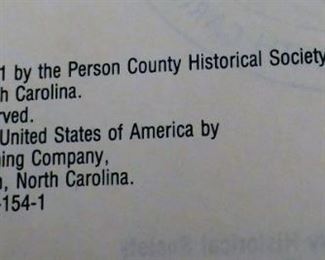 1 by the Person County Historical Society
h Carolina.
rved.
United States of America by
ing Company,
, North Carolina.
-154-1